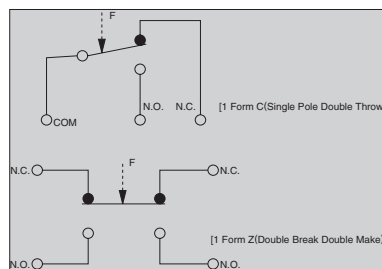 F
N.O. N.C. [1 Form C(Single Pole Double Throw
COM
F
N.C. N.C.
[1 Form Z(Double Break Double Make)
N.O. N.O.